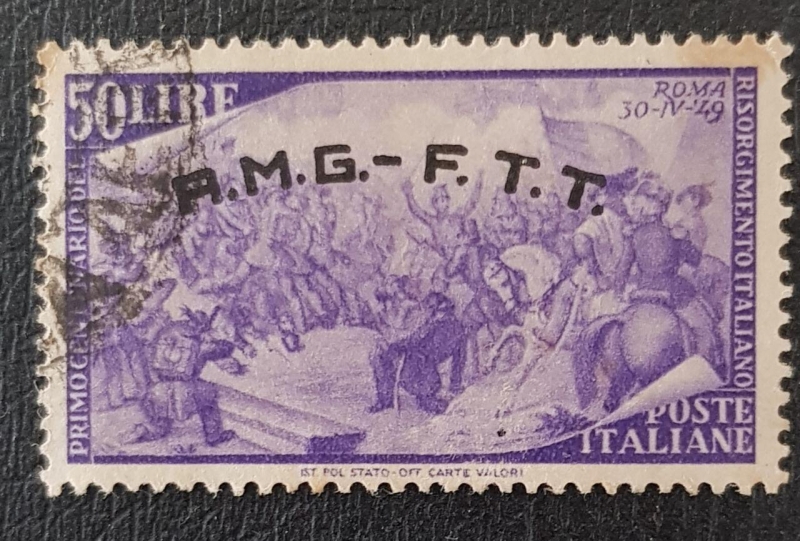 50 LIRE
ROMA
30-IV-'49
A.M.G.-F.T.T.
PRIMO CENTENARIO DEL
RISORGIMENTO ITALIANO
POSTE
ITALIANE
IST. POL. STATO-OFF. CARTE VALORI